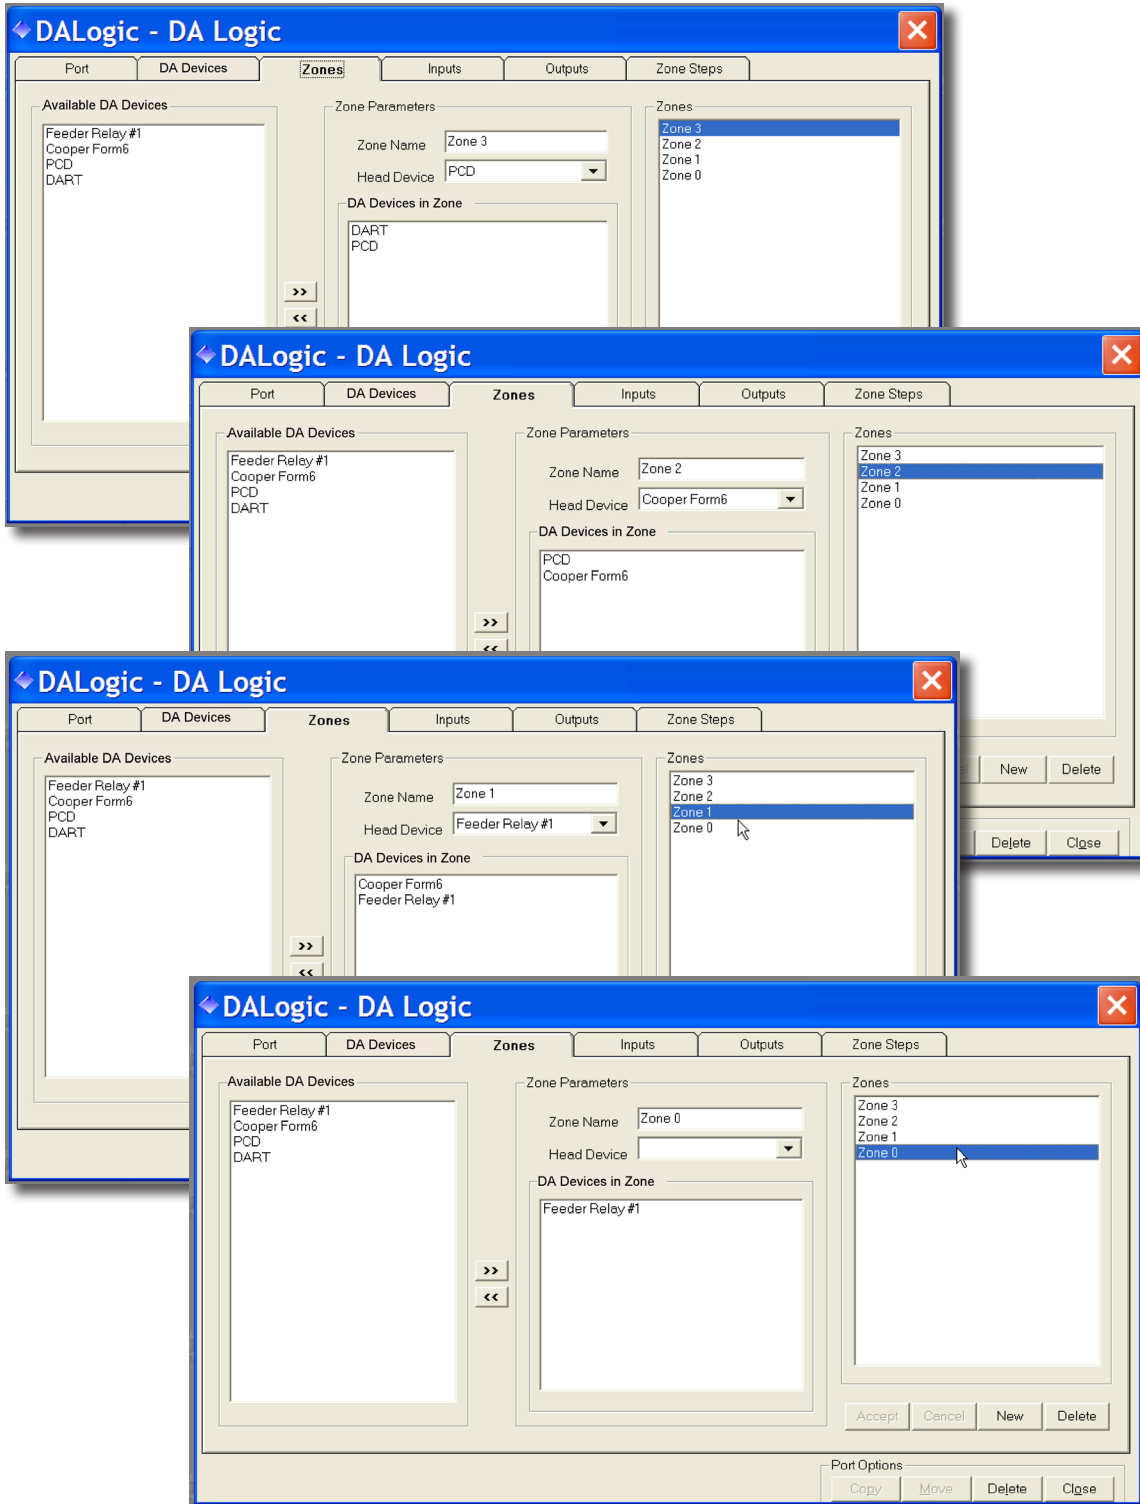 DALogic - DA Logic
Port DA Devices Zones Inputs Outputs Zone Steps
Available DA Devices
Feeder Relay #1
Cooper Form6
PCD
DART
>>
<<
Zone Parameters
Zone Name Zone 3
Head Device PCD
DA Devices in Zone
DART
PCD
Zones
Zone 3
Zone 2
Zone 1
Zone 0
DALogic - DA Logic
Port DA Devices Zones Inputs Outputs Zone Steps
Available DA Devices
Feeder Relay #1
Cooper Form6
PCD
DART
>>
<<
Zone Parameters
Zone Name Zone 2
Head Device Cooper Form6
DA Devices in Zone
PCD
Cooper Form6
Zones
Zone 3
Zone 2
Zone 1
Zone 0
New Delete
Delete Close
DALogic - DA Logic
Port DA Devices Zones Inputs Outputs Zone Steps
Available DA Devices
Feeder Relay #1
Cooper Form6
PCD
DART
>>
<<
Zone Parameters
Zone Name Zone 1
Head Device Feeder Relay #1
DA Devices in Zone
Cooper Form6
Feeder Relay #1
Zones
Zone 3
Zone 2
Zone 1
Zone 0
DALogic - DA Logic
Port DA Devices Zones Inputs Outputs Zone Steps
Available DA Devices
Feeder Relay #1
Cooper Form6
PCD
DART
>>
<<
Zone Parameters
Zone Name Zone 0
Head Device
DA Devices in Zone
Feeder Relay #1
Zones
Zone 3
Zone 2
Zone 1
Zone 0
Accept Cancel New Delete
Port Options
Copy Move Delete Close